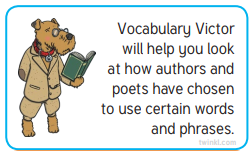 Vocabulary Victor
will help you look
at how authors and
poets have chosen
to use certain words
and phrases.
twinkl.com